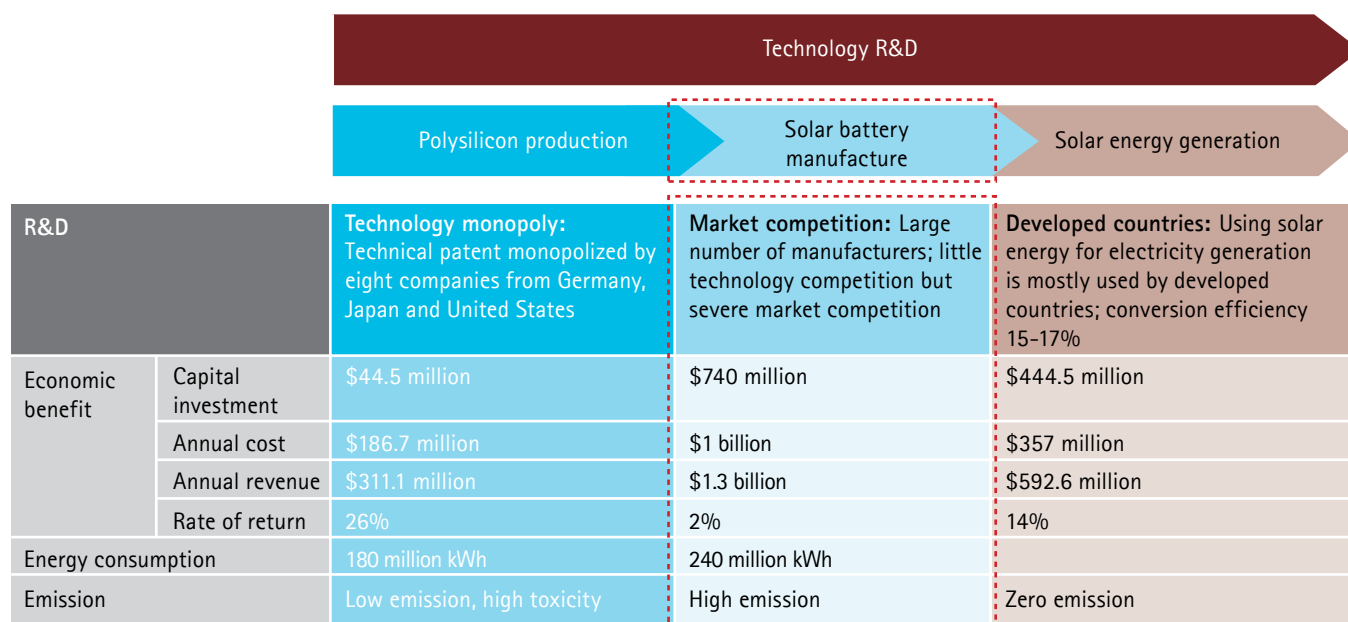 Technology R&D
Polysilicon production
Solar battery
manufacture
Solar energy generation
R&D
Technology monopoly:
Technical patent monopolized by
eight companies from Germany,
Japan and United States
Market competition: Large
number of manufacturers; little
technology competition but
severe market competition
Developed countries: Using solar
energy for electricity generation
is mostly used by developed
countries; conversion efficiency
15-17%
Economic
benefit
Capital
investment
$44.5 million
$740 million
$444.5 million
Annual cost
$186.7 million
$1 billion
$357 million
Annual revenue
$311.1 million
$1.3 billion
$592.6 million
Rate of return
26%
2%
14%
Energy consumption
180 million kWh
240 million kWh
Emission
Low emission, high toxicity
High emission
Zero emission